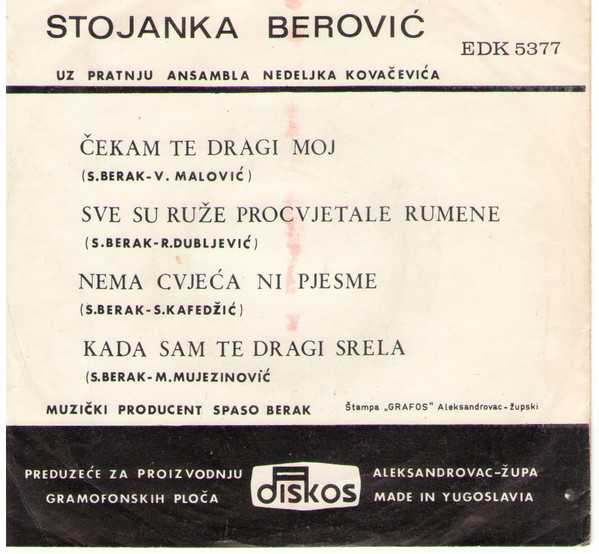 STOJANKA BEROVIĆ
EDK 5377
UZ PRATNJU ANSAMBLA NEDELJKA KOVAČEVIĆA
ČEKAM TE DRAGI MOJ
(S.BERAK-V. MALOVIĆ)
SVE SU RUŽE PROCVJETALE RUMENE
(S.BERAK-R.DUBLJEVIĆ)
NEMA CVJEĆA NI PJESME
(S.BERAK-S.KAFEDŽIĆ)
KADA SAM TE DRAGI SRELA
(S.BERAK-M.MUJEZINOVIĆ
MUZIČKI PRODUCENT SPASO BERAK
Štampa „GRAFOS" Aleksandrovac-župski
PREDUZEĆE ZA PROIZVODNJU
GRAMOFONSKIH PLOČA
diskos
ALEKSANDROVAC-ŽUPA
MADE IN YUGOSLAVIA